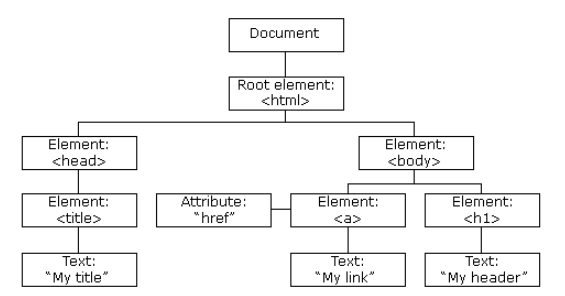 Document
Root element:
<html>
Element:
<head>
Element:
<body>
Element:
<title>
Attribute:
“href”
Element:
<a>
Element:
<h1>
Text:
“My title”
Text:
“My link”
Text:
“My header”